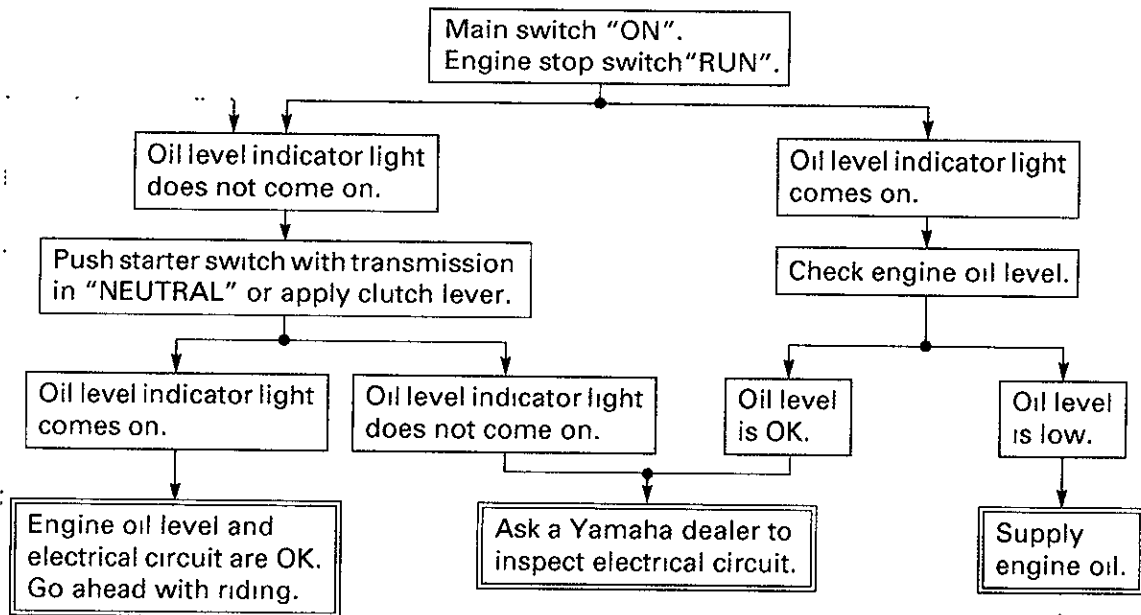 Main switch “ON”.
Engine stop switch“RUN”.
Oil level indicator light
does not come on.
Oil level indicator light
comes on.
Push starter switch with transmission
in “NEUTRAL” or apply clutch lever.
Check engine oil level.
Oil level indicator light
comes on.
Oil level indicator light
does not come on.
Oil level
is OK.
Oil level
is low.
Engine oil level and
electrical circuit are OK.
Go ahead with riding.
Ask a Yamaha dealer to
inspect electrical circuit.
Supply
engine oil.